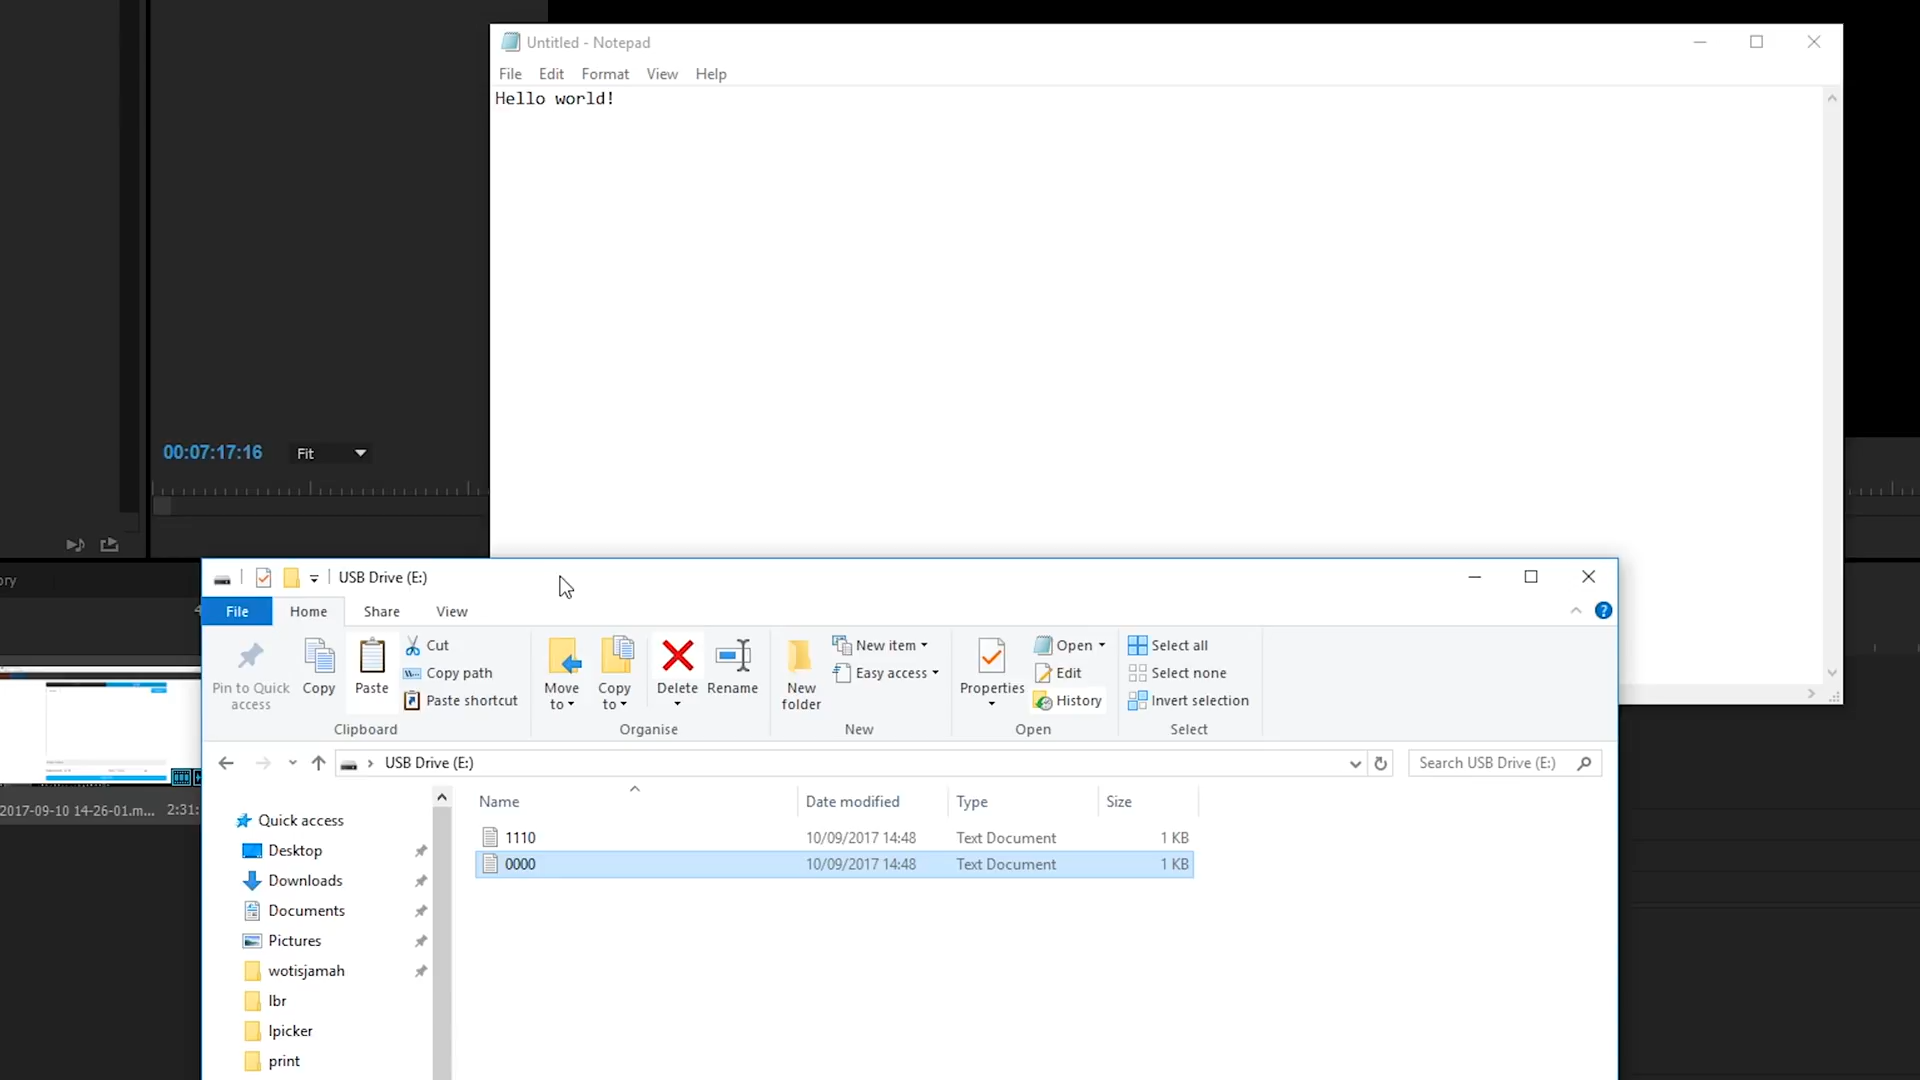 Untitled - Notepad
File Edit Format View Help
Hello world!
00:07:17:16 Fit
ory
USB Drive (E:)
File Home Share View
Pin to Quick access
Copy
Paste
Cut
Copy path
Paste shortcut
Clipboard
Move to
Copy to
Delete
Rename
Organise
New folder
New item
Easy access
New
Properties
Open
Edit
History
Open
Select all
Select none
Invert selection
Select
USB Drive (E:)
Search USB Drive (E:)
2017-09-10 14-26-01.m... 2:31:
Name Date modified Type Size
1110 10/09/2017 14:48 Text Document 1 KB
0000 10/09/2017 14:48 Text Document 1 KB
Quick access
Desktop
Downloads
Documents
Pictures
wotisjamah
lbr
lpicker
print